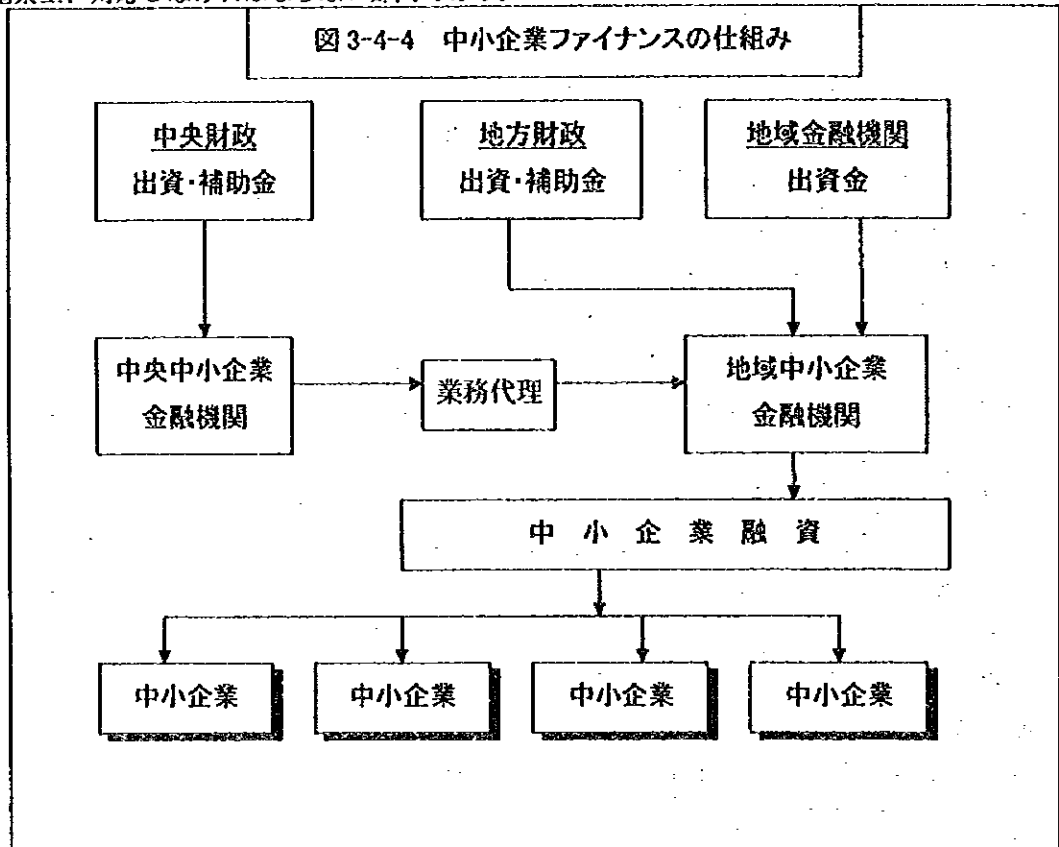 図 3-4-4 中小企業ファイナンスの仕組み
中央財政
出資・補助金
地方財政
出資・補助金
地域金融機関
出資金
中央中小企業
金融機関
業務代理
地域中小企業
金融機関
中小企業融資
中小企業
中小企業
中小企業
中小企業